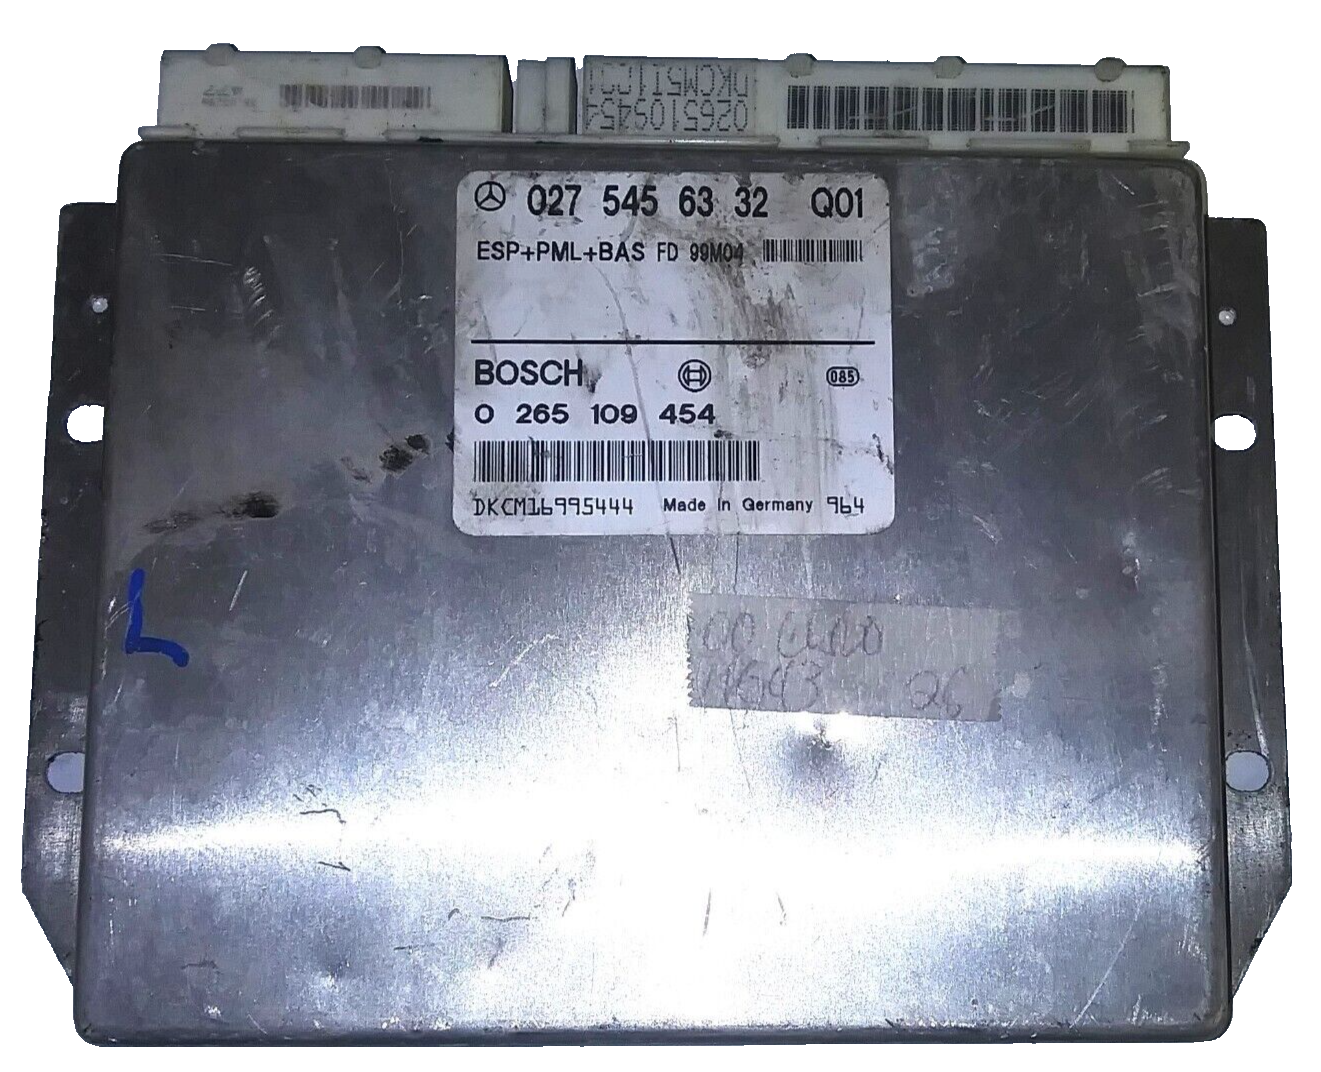 0265109454
DKCM5I1001
027 545 63 32 Q01
ESP+PML+BAS FD 99M04
BOSCH 085
0 265 109 454
DKCM16995444 Made in Germany 964
L